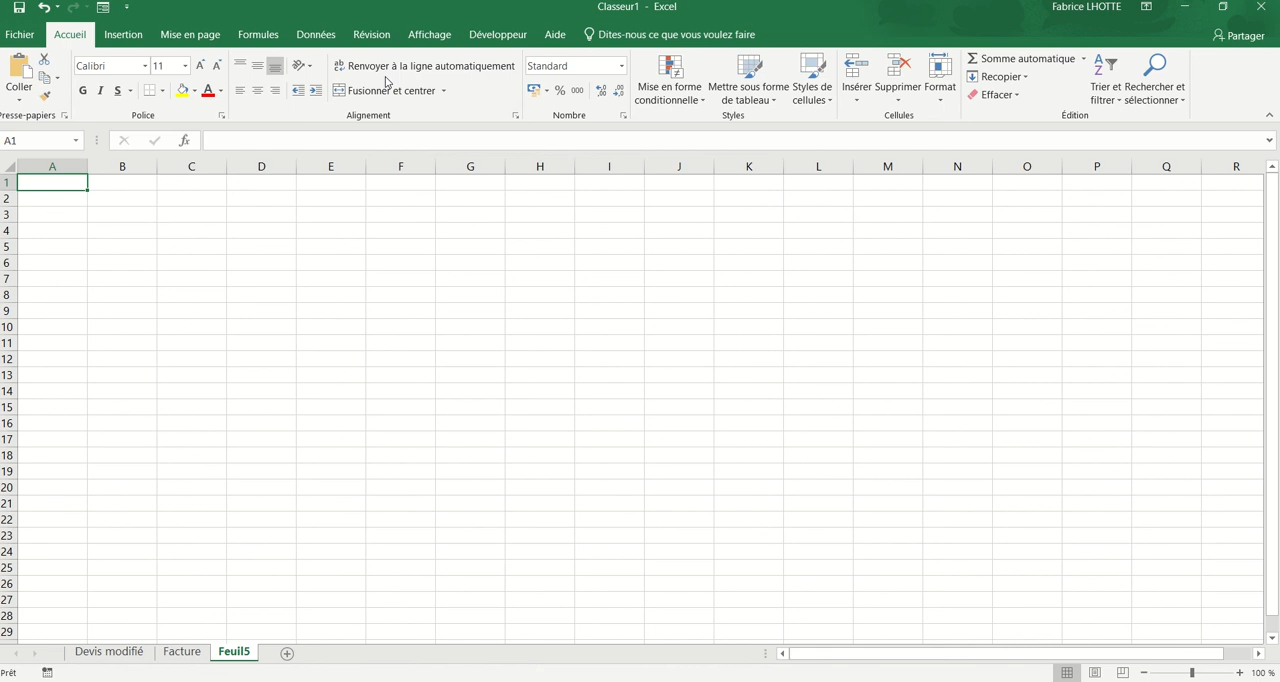 Classeur1 - Excel
Fabrice LHOTTE
Fichier Accueil Insertion Mise en page Formules Données Révision Affichage Développeur Aide Dites-nous ce que vous voulez faire Partager
Coller
Calibri 11
Renvoyer à la ligne automatiquement
Standard
G I S
Fusionner et centrer
% 000
Mise en forme conditionnelle
Mettre sous forme de tableau
Styles de cellules
Insérer Supprimer Format
Somme automatique
Recopier
Effacer
Trier et filtrer
Rechercher et sélectionner
Presse-papiers Police Alignement Nombre Styles Cellules Édition
A1 fx
A B C D E F G H I J K L M N O P Q R
1
2
3
4
5
6
7
8
9
10
11
12
13
14
15
16
17
18
19
20
21
22
23
24
25
26
27
28
29
Devis modifié Facture Feuil5
Prêt 100 %